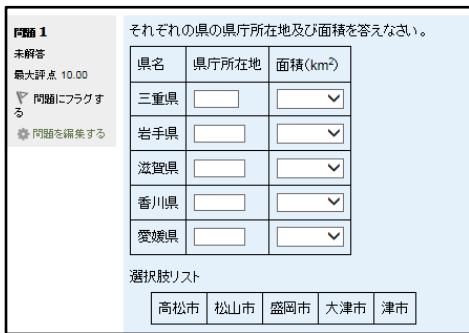 問題 1
未解答
最大評点 10.00
問題にフラグす
る
問題を編集する
それぞれの県の県庁所在地及び面積を答えなさい。
県名 県庁所在地 面積(km²)
三重県
岩手県
滋賀県
香川県
愛媛県
選択肢リスト
高松市 松山市 盛岡市 大津市 津市